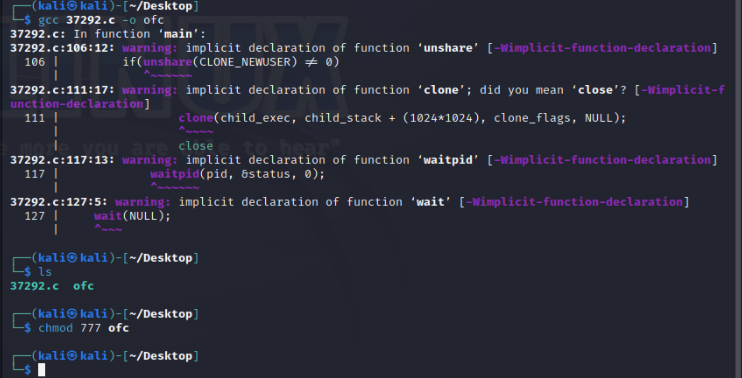 ┌──(kali㉿kali)-[~/Desktop]
└─$ gcc 37292.c -o ofc
37292.c: In function ‘main’:
37292.c:106:12: warning: implicit declaration of function ‘unshare’ [-Wimplicit-function-declaration]
106 | if(unshare(CLONE_NEWUSER) != 0)
| ^~~~~~~
37292.c:111:17: warning: implicit declaration of function ‘clone’; did you mean ‘close’? [-Wimplicit-f
unction-declaration]
111 | clone(child_exec, child_stack + (1024*1024), clone_flags, NULL);
| ^~~~~
| close
37292.c:117:13: warning: implicit declaration of function ‘waitpid’ [-Wimplicit-function-declaration]
117 | waitpid(pid, &status, 0);
| ^~~~~~~
37292.c:127:5: warning: implicit declaration of function ‘wait’ [-Wimplicit-function-declaration]
127 | wait(NULL);
| ^~~~
┌──(kali㉿kali)-[~/Desktop]
└─$ ls
37292.c ofc
┌──(kali㉿kali)-[~/Desktop]
└─$ chmod 777 ofc
┌──(kali㉿kali)-[~/Desktop]
└─$